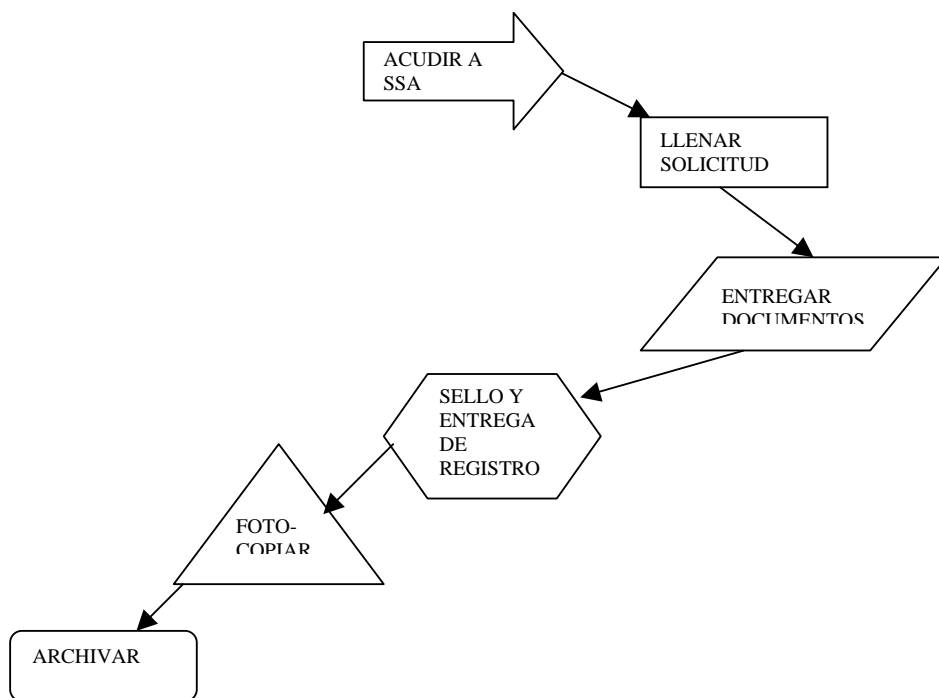 ACUDIR A
SSA
LLENAR
SOLICITUD
ENTREGAR
DOCUMENTOS
SELLO Y
ENTREGA
DE
REGISTRO
FOTO-
COPIAR
ARCHIVAR